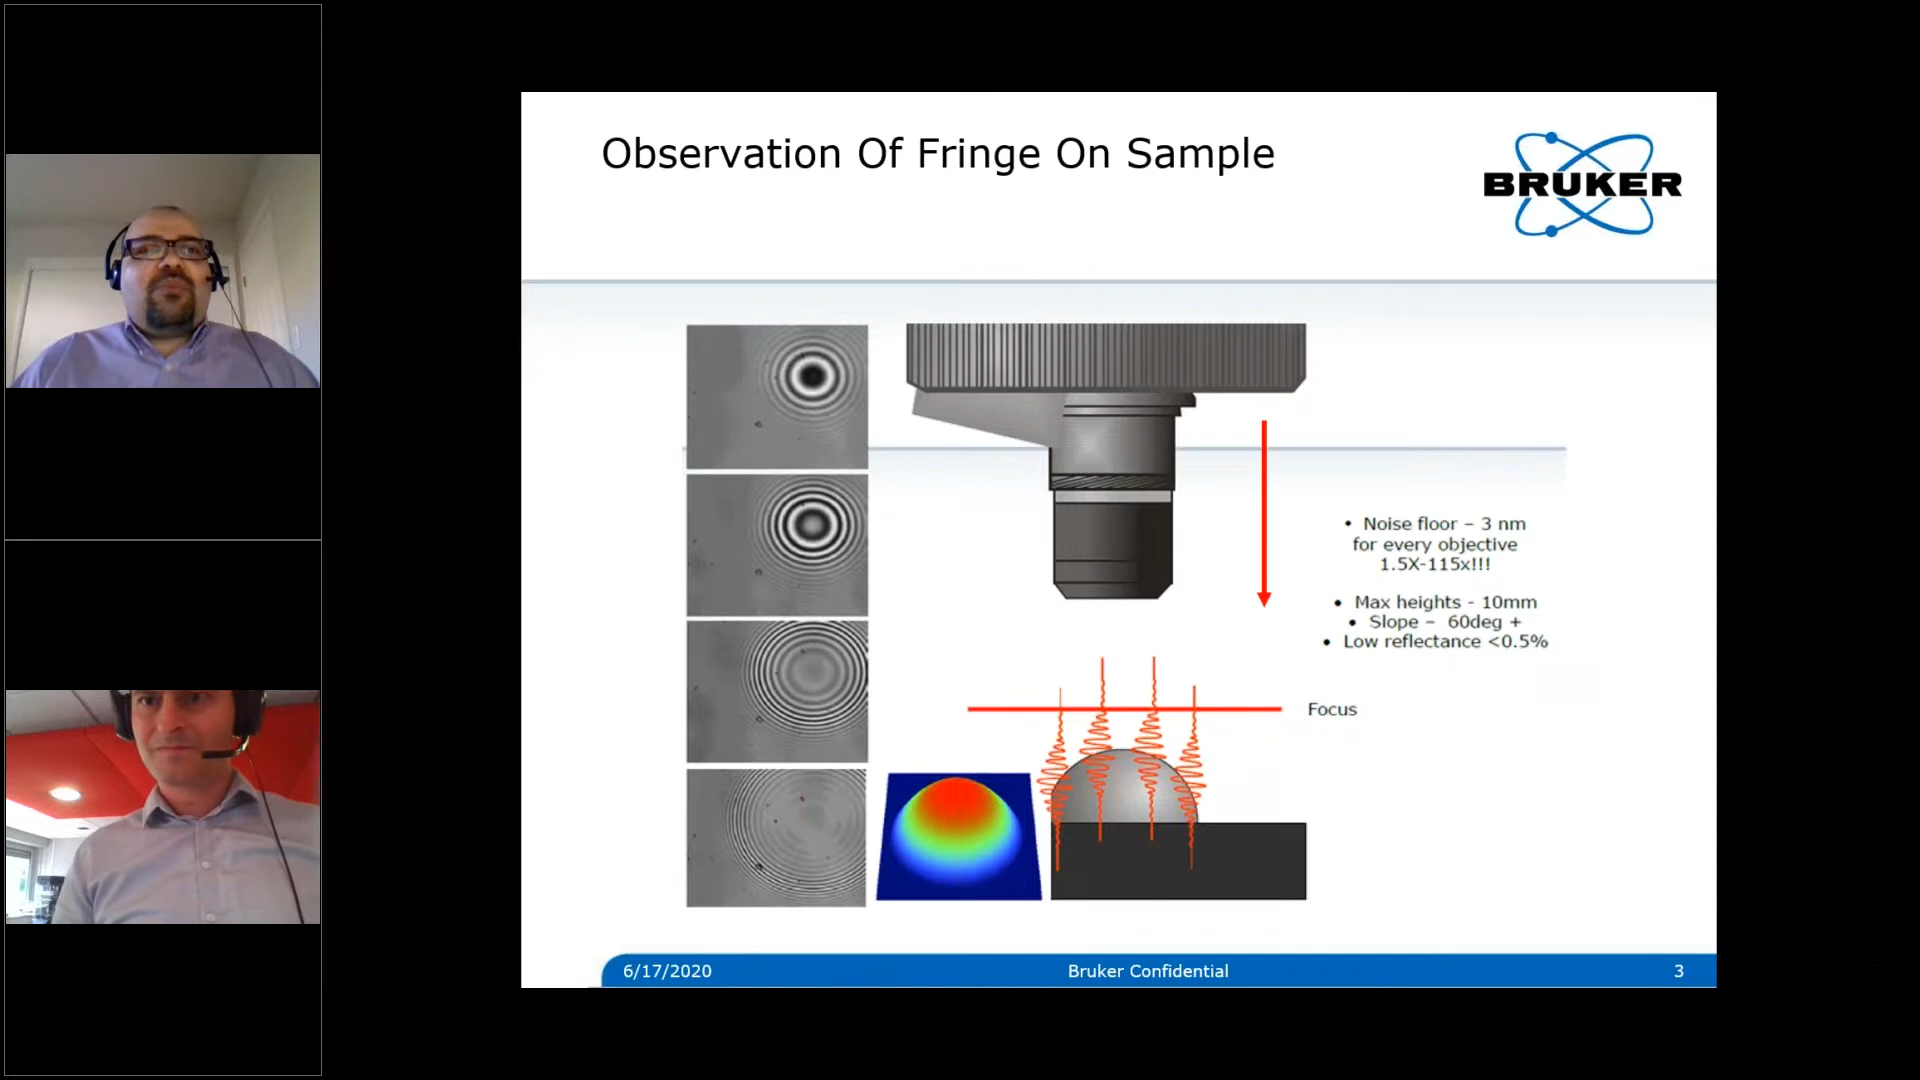 Observation Of Fringe On Sample
BRUKER
• Noise floor – 3 nm
for every objective
1.5X-115x!!!
• Max heights - 10mm
• Slope – 60deg +
• Low reflectance <0.5%
Focus
6/17/2020
Bruker Confidential
3